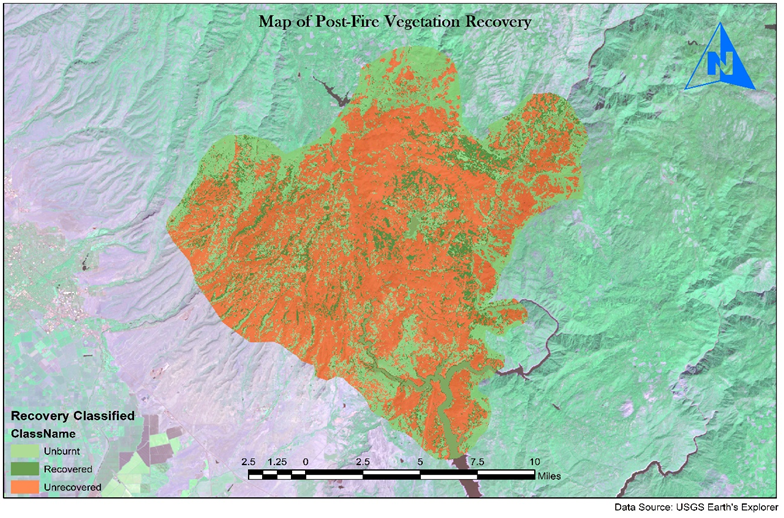 Map of Post-Fire Vegetation Recovery
N
Recovery Classified
ClassName
Unburnt
Recovered
Unrecovered
2.5 1.25 0 2.5 5 7.5 10
Miles
Data Source: USGS Earth's Explorer